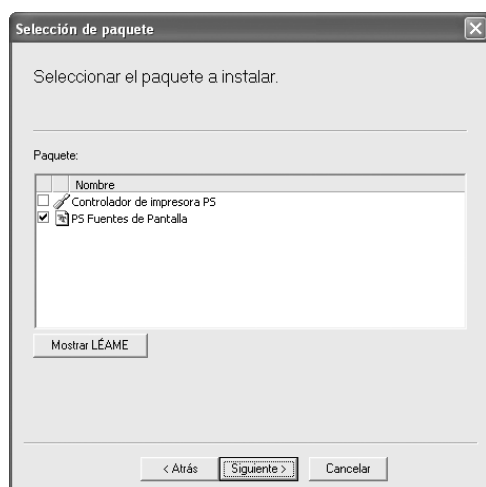 Selección de paquete
Seleccionar el paquete a instalar.
Paquete:
Nombre
Controlador de impresora PS
PS Fuentes de Pantalla
Mostrar LÉAME
< Atrás
Siguiente >
Cancelar